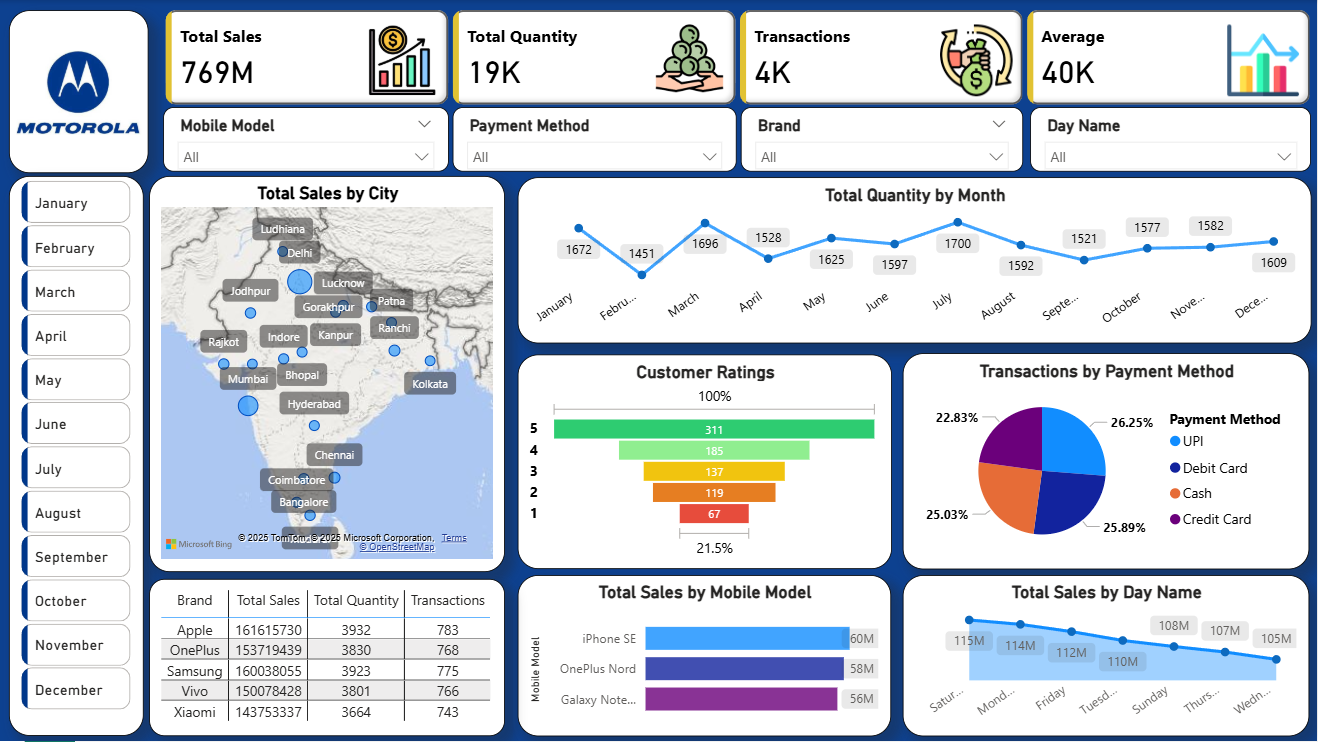 MOTOROLA
Total Sales
769M
Total Quantity
19K
Transactions
4K
Average
40K
Mobile Model
All
Payment Method
All
Brand
All
Day Name
All
January
February
March
April
May
June
July
August
September
October
November
December
Total Sales by City
Ludhiana
Delhi
Lucknow
Jodhpur
Gorakhpur
Patna
Ranchi
Rajkot
Indore
Kanpur
Mumbai
Bhopal
Kolkata
Hyderabad
Chennai
Coimbatore
Bangalore
Microsoft Bing
© 2025 TomTom, © 2025 Microsoft Corporation, Terms
© OpenStreetMap
Total Quantity by Month
1672
1451
1696
1528
1625
1597
1700
1592
1521
1577
1582
1609
January
Febru...
March
April
May
June
July
August
Septe...
October
Nove...
Dece...
Customer Ratings
100%
5 311
4 185
3 137
2 119
1 67
21.5%
Transactions by Payment Method
22.83%
26.25%
25.03%
25.89%
Payment Method
UPI
Debit Card
Cash
Credit Card
Brand Total Sales Total Quantity Transactions
Apple 161615730 3932 783
OnePlus 153719439 3830 768
Samsung 160038055 3923 775
Vivo 150078428 3801 766
Xiaomi 143753337 3664 743
Total Sales by Mobile Model
Mobile Model
iPhone SE 60M
OnePlus Nord 58M
Galaxy Note... 56M
Total Sales by Day Name
115M
114M
112M
110M
108M
107M
105M
Satur...
Mond...
Friday
Tuesd...
Sunday
Thurs...
Wedn...